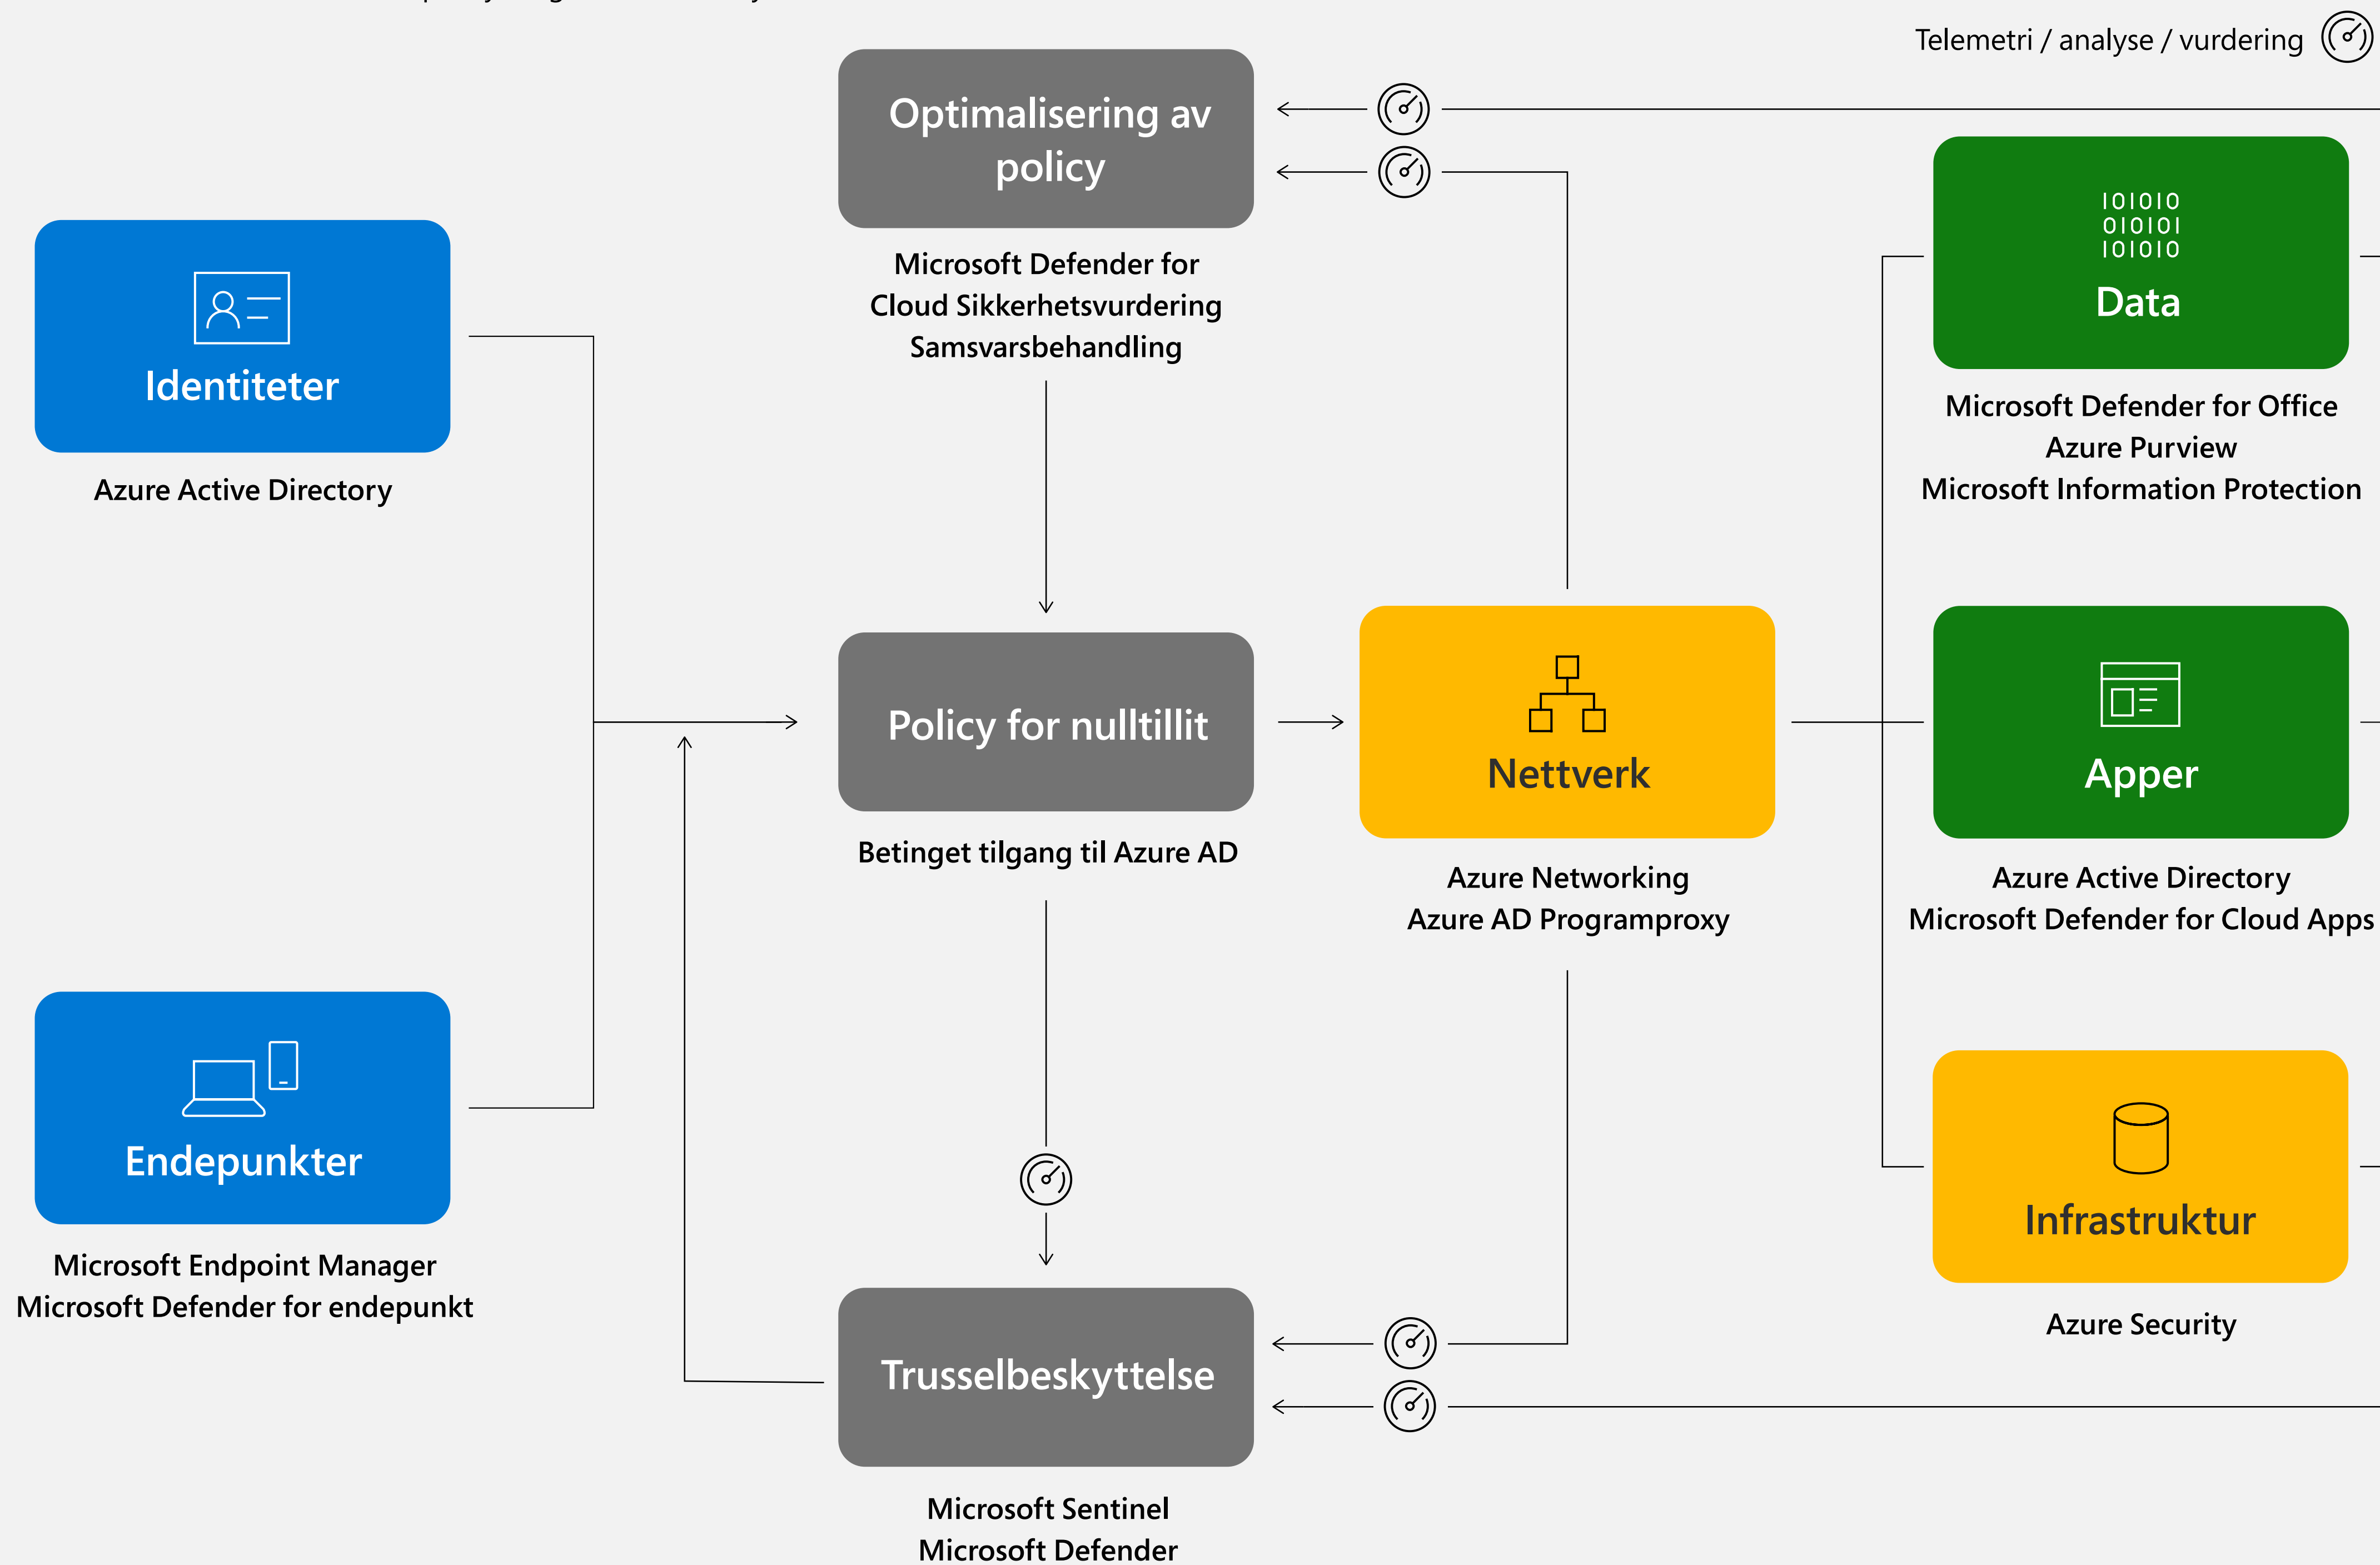 Telemetri / analyse / vurdering
Optimalisering av
policy
Microsoft Defender for
Cloud Sikkerhetsvurdering
Samsvarsbehandling
Identiteter
Azure Active Directory
101010
010101
101010
Data
Microsoft Defender for Office
Azure Purview
Microsoft Information Protection
Policy for nulltillit
Betinget tilgang til Azure AD
Nettverk
Azure Networking
Azure AD Programproxy
Apper
Azure Active Directory
Microsoft Defender for Cloud Apps
Endepunkter
Microsoft Endpoint Manager
Microsoft Defender for endepunkt
Infrastruktur
Azure Security
Trusselbeskyttelse
Microsoft Sentinel
Microsoft Defender